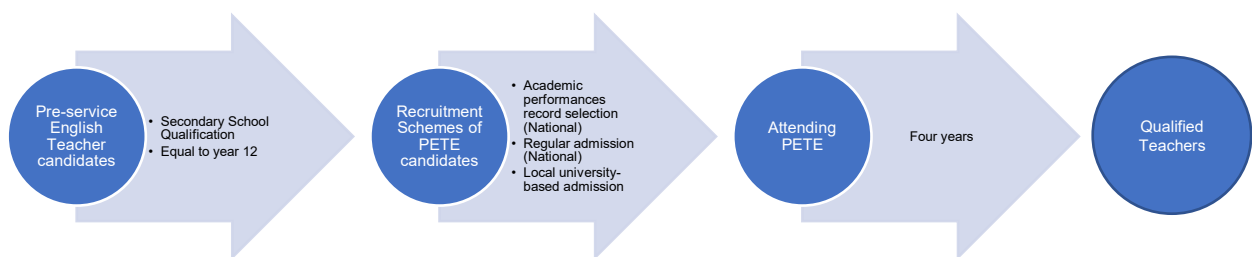 Pre-service
English
Teacher
candidates
• Secondary School
Qualification
• Equal to year 12
Recruitment
Schemes of
PETE
candidates
• Academic
performances
record selection
(National)
• Regular admission
(National)
• Local university-
based admission
Attending
PETE
Four years
Qualified
Teachers